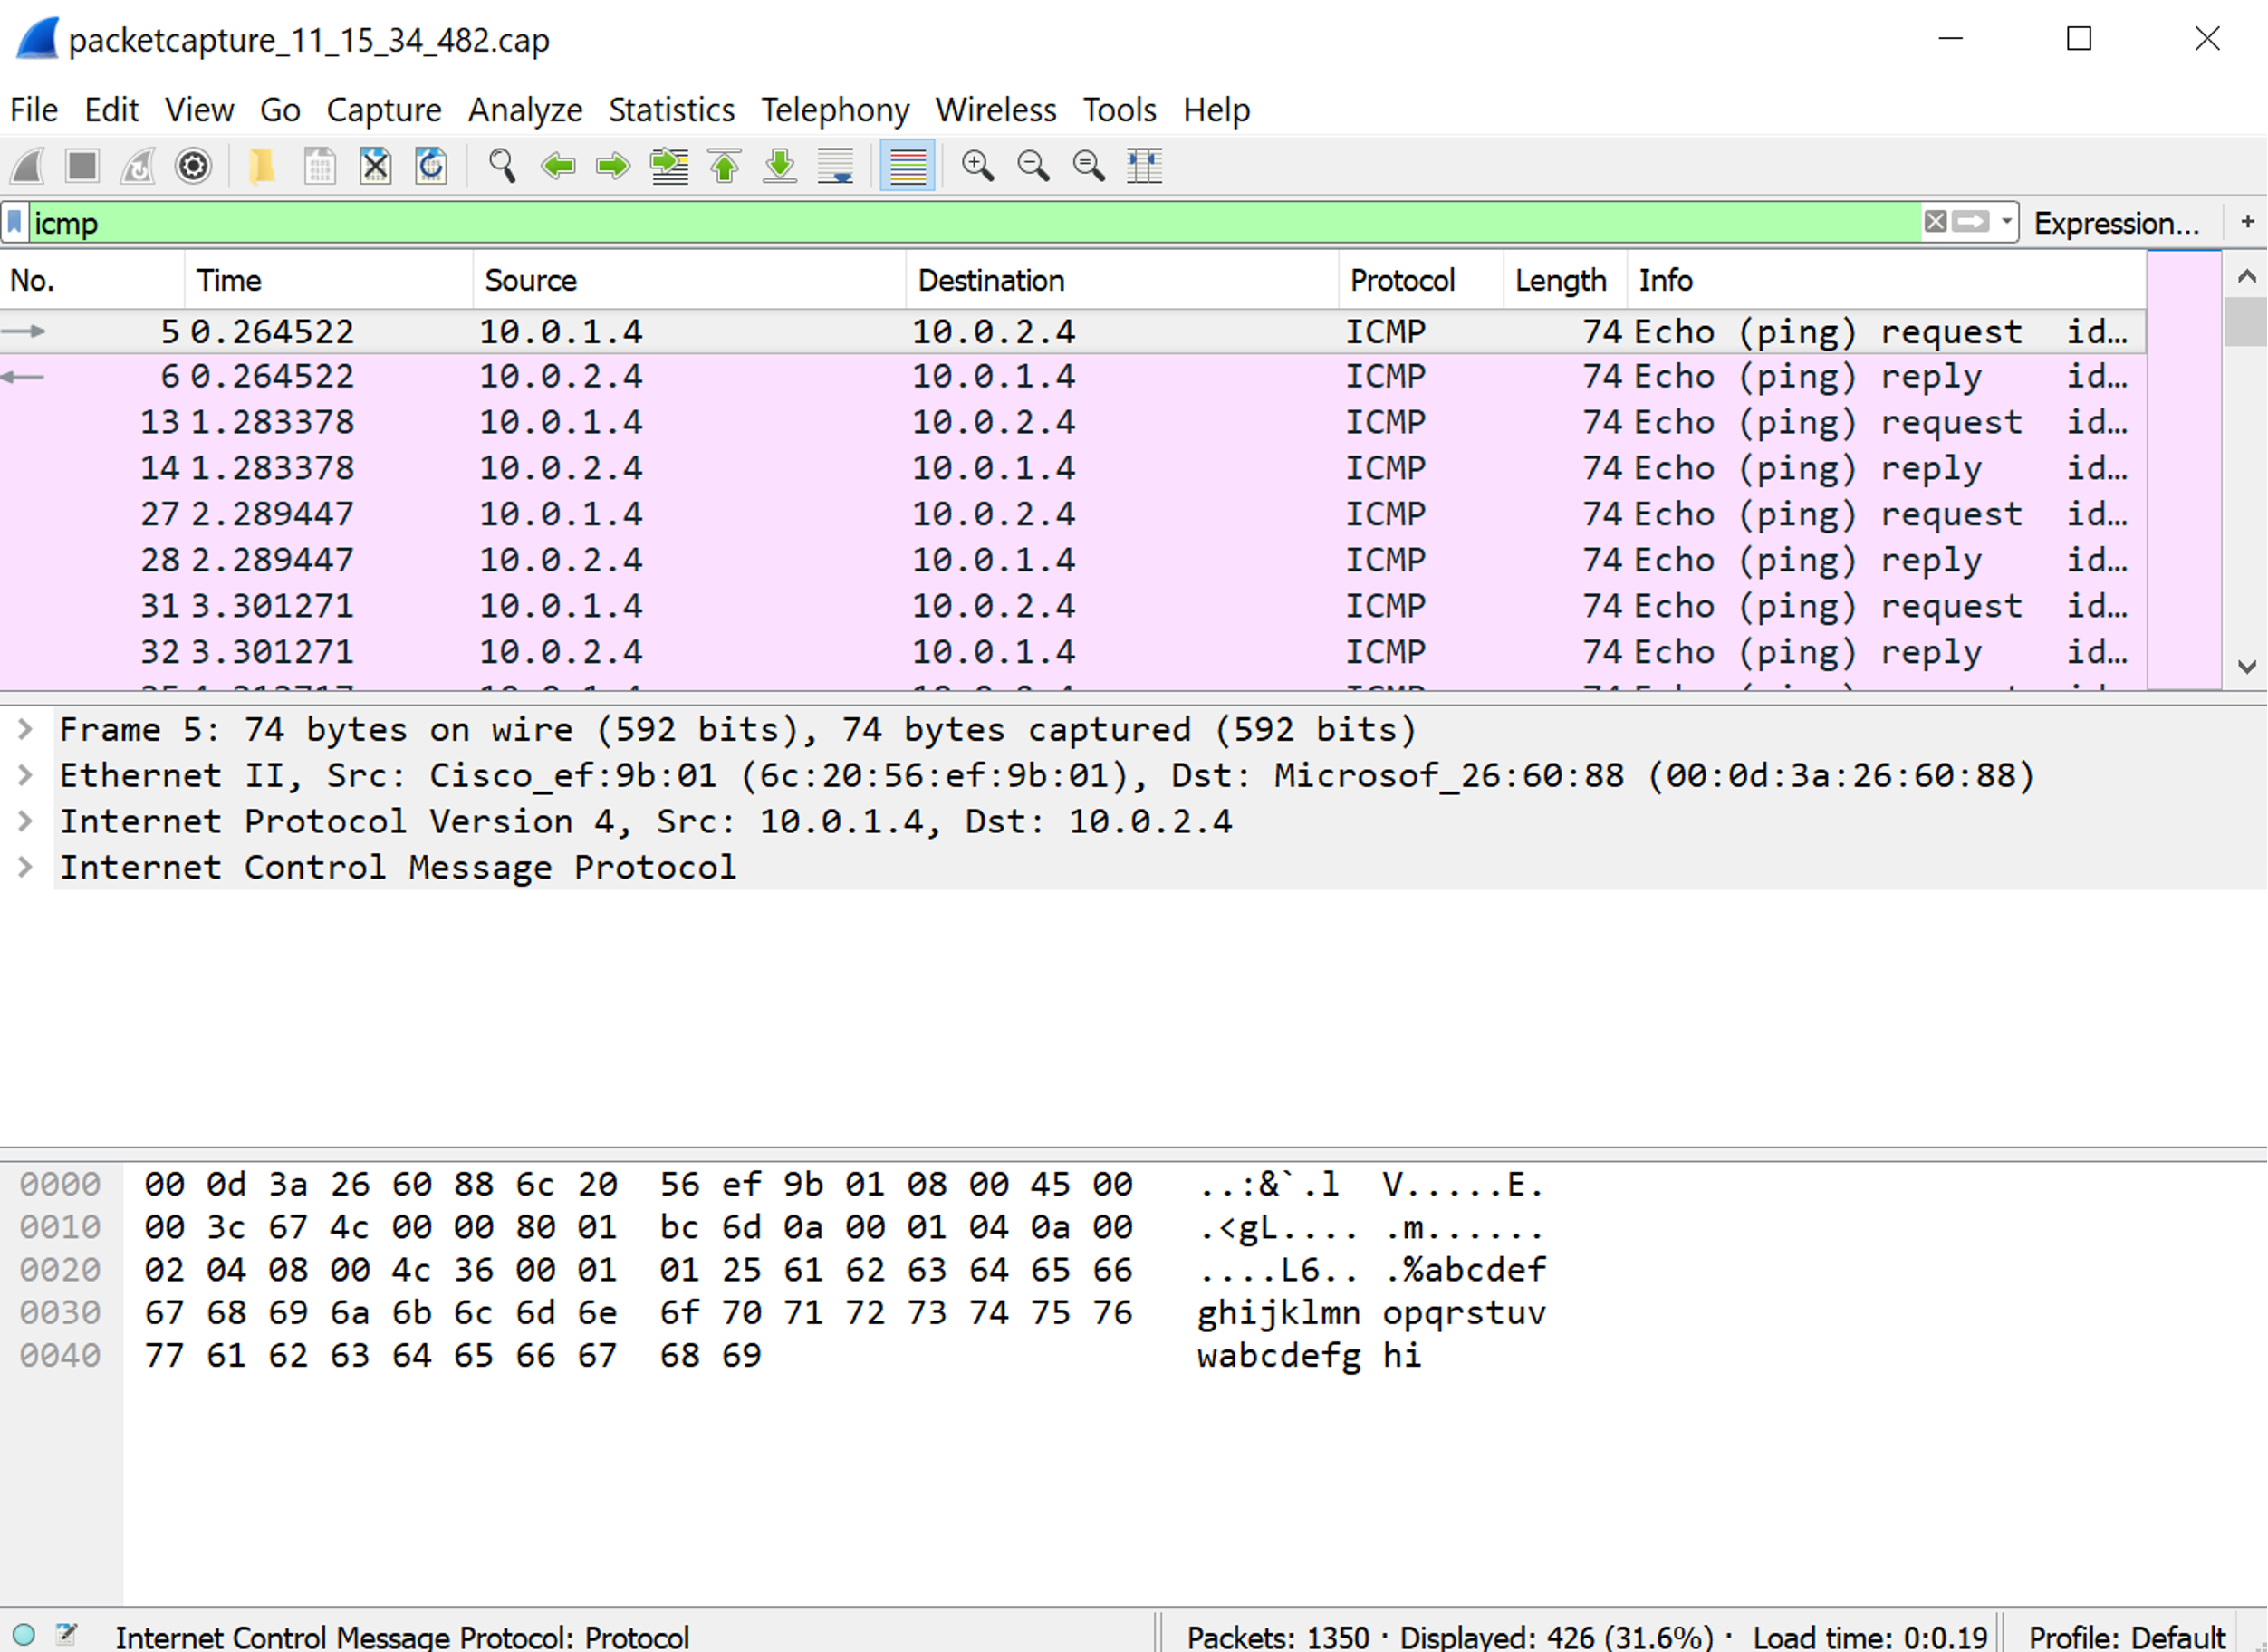 packetcapture_11_15_34_482.cap
File Edit View Go Capture Analyze Statistics Telephony Wireless Tools Help
icmp Expression... +
No. Time Source Destination Protocol Length Info
5 0.264522 10.0.1.4 10.0.2.4 ICMP 74 Echo (ping) request id…
6 0.264522 10.0.2.4 10.0.1.4 ICMP 74 Echo (ping) reply id…
13 1.283378 10.0.1.4 10.0.2.4 ICMP 74 Echo (ping) request id…
14 1.283378 10.0.2.4 10.0.1.4 ICMP 74 Echo (ping) reply id…
27 2.289447 10.0.1.4 10.0.2.4 ICMP 74 Echo (ping) request id…
28 2.289447 10.0.2.4 10.0.1.4 ICMP 74 Echo (ping) reply id…
31 3.301271 10.0.1.4 10.0.2.4 ICMP 74 Echo (ping) request id…
32 3.301271 10.0.2.4 10.0.1.4 ICMP 74 Echo (ping) reply id…
Frame 5: 74 bytes on wire (592 bits), 74 bytes captured (592 bits)
Ethernet II, Src: Cisco_ef:9b:01 (6c:20:56:ef:9b:01), Dst: Microsof_26:60:88 (00:0d:3a:26:60:88)
Internet Protocol Version 4, Src: 10.0.1.4, Dst: 10.0.2.4
Internet Control Message Protocol
0000 00 0d 3a 26 60 88 6c 20 56 ef 9b 01 08 00 45 00 ..:&`.l V.....E.
0010 00 3c 67 4c 00 00 80 01 bc 6d 0a 00 01 04 0a 00 .<gL.... .m......
0020 02 04 08 00 4c 36 00 01 01 25 61 62 63 64 65 66 ....L6.. .%abcdef
0030 67 68 69 6a 6b 6c 6d 6e 6f 70 71 72 73 74 75 76 ghijklmn opqrstuv
0040 77 61 62 63 64 65 66 67 68 69 wabcdefg hi
Internet Control Message Protocol: Protocol Packets: 1350 · Displayed: 426 (31.6%) · Load time: 0:0.19 Profile: Default